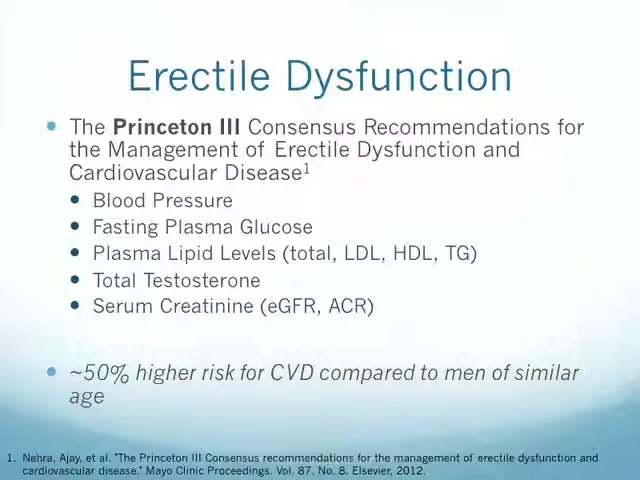 Erectile Dysfunction
• The Princeton III Consensus Recommendations for
the Management of Erectile Dysfunction and
Cardiovascular Disease1
• Blood Pressure
• Fasting Plasma Glucose
• Plasma Lipid Levels (total, LDL, HDL, TG)
• Total Testosterone
• Serum Creatinine (eGFR, ACR)
• ~50% higher risk for CVD compared to men of similar
age
1. Nehra, Ajay, et al. "The Princeton III Consensus recommendations for the management of erectile dysfunction and
cardiovascular disease." Mayo Clinic Proceedings. Vol. 87. No. 8. Elsevier, 2012.